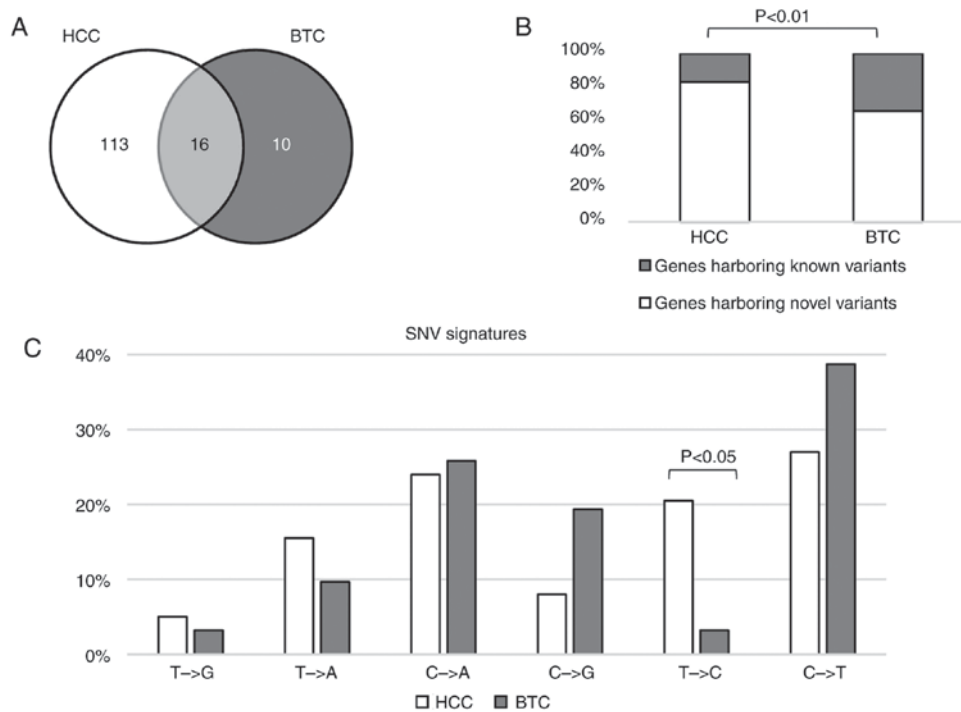 A
HCC
BTC
113
16
10
B
P<0.01
100%
80%
60%
40%
20%
0%
HCC
BTC
Genes harboring known variants
Genes harboring novel variants
C
SNV signatures
40%
30%
20%
10%
0%
P<0.05
T–>G
T–>A
C–>A
C–>G
T–>C
C–>T
HCC
BTC